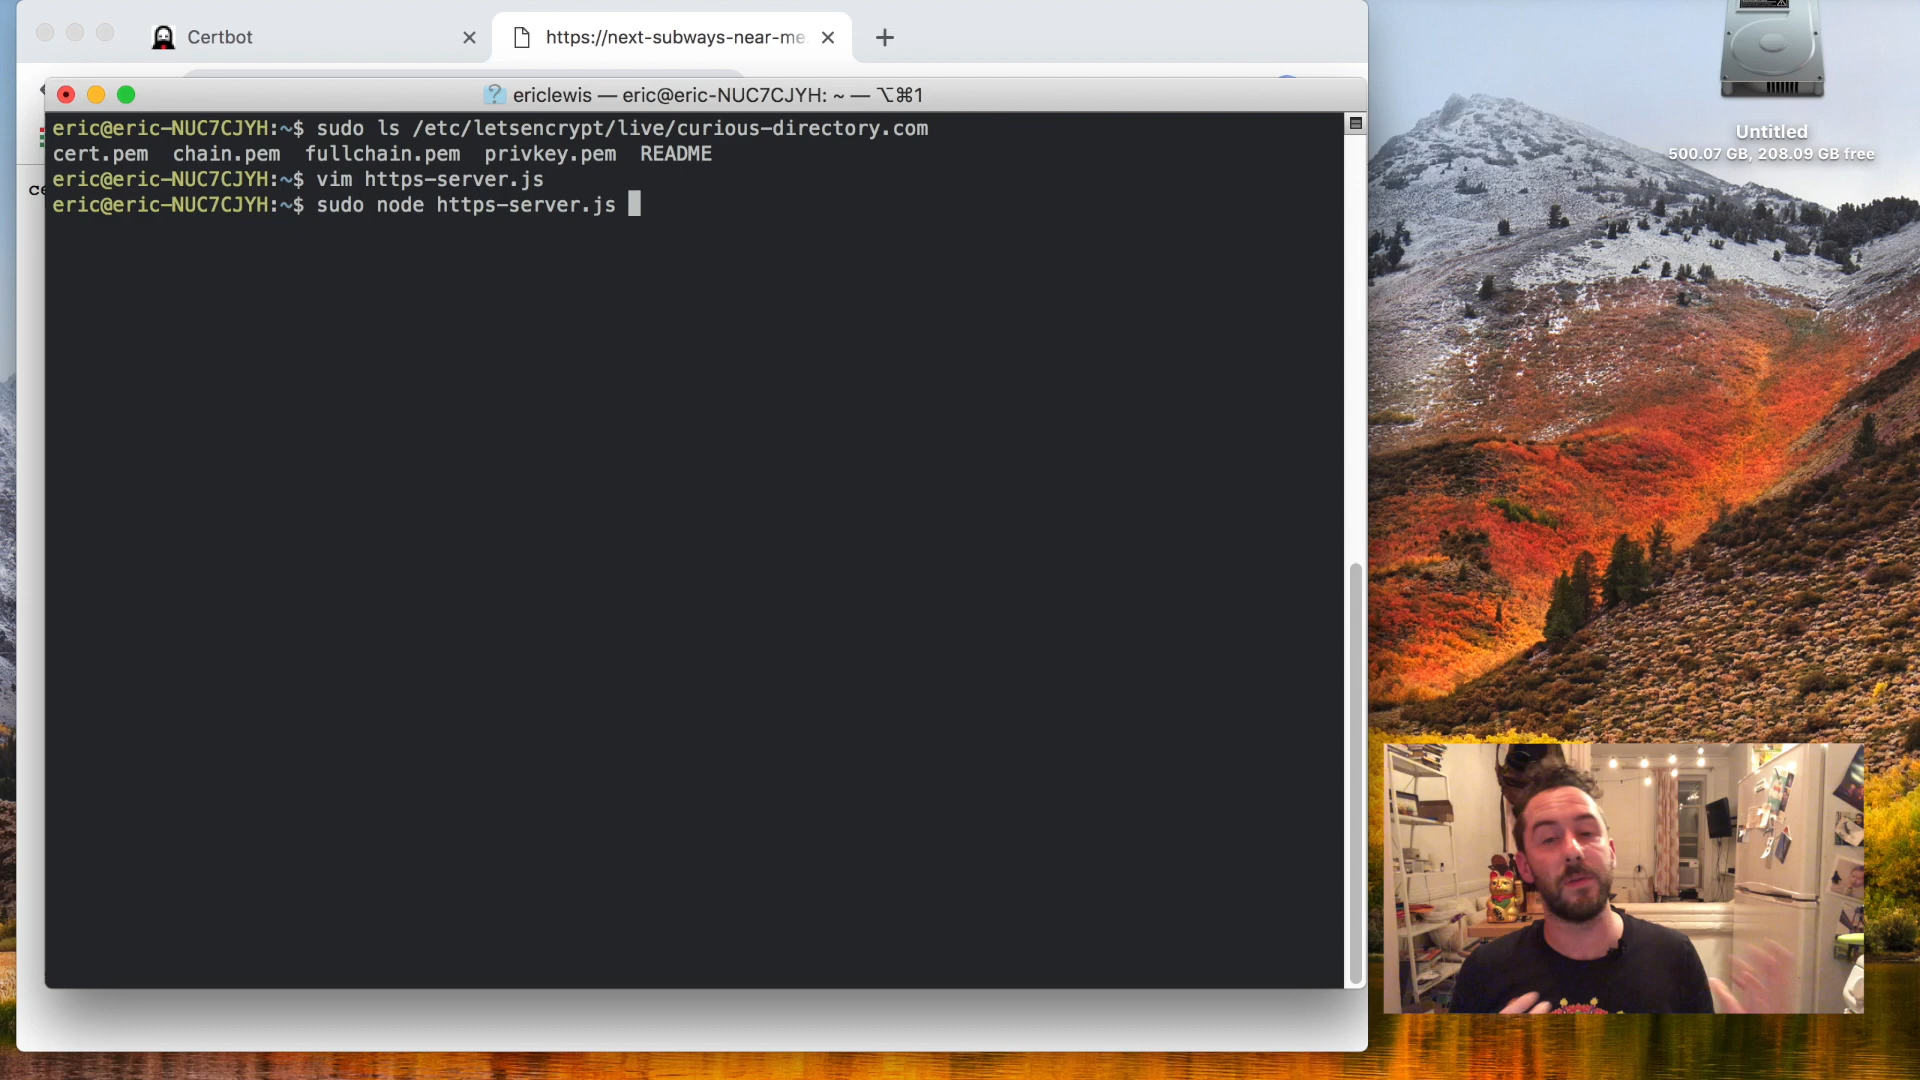 Certbot
https://next-subways-near-me.
ericlewis — eric@eric-NUC7CJYH: ~ — ⌥⌘1
eric@eric-NUC7CJYH:~$ sudo ls /etc/letsencrypt/live/curious-directory.com
cert.pem  chain.pem  fullchain.pem  privkey.pem  README
eric@eric-NUC7CJYH:~$ vim https-server.js
eric@eric-NUC7CJYH:~$ sudo node https-server.js
Untitled
500.07 GB, 208.09 GB free